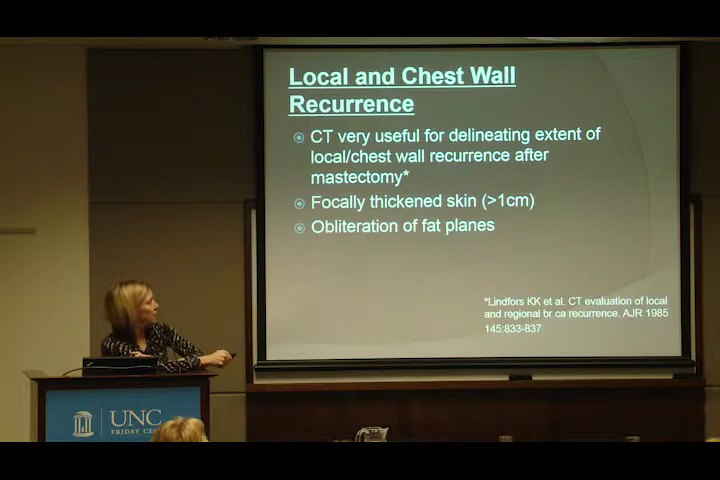 Local and Chest Wall
Recurrence
CT very useful for delineating extent of
local/chest wall recurrence after
mastectomy*
Focally thickened skin (>1cm)
Obliteration of fat planes
*Lindfors KK et al. CT evaluation of local
and regional br ca recurrence. AJR 1985
145:833-837
UNC
FRIDAY